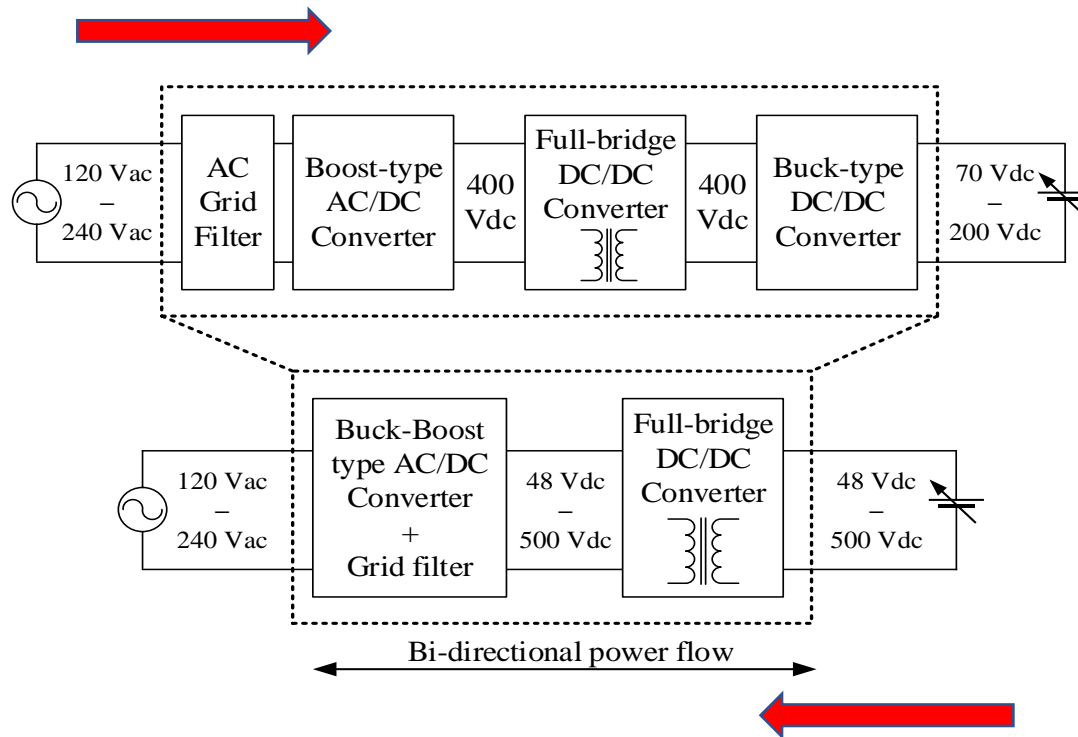 120 Vac
–
240 Vac
AC
Grid
Filter
Boost-type
AC/DC
Converter
400
Vdc
Full-bridge
DC/DC
Converter
400
Vdc
Buck-type
DC/DC
Converter
70 Vdc
–
200 Vdc
120 Vac
–
240 Vac
Buck-Boost
type AC/DC
Converter
+
Grid filter
48 Vdc
–
500 Vdc
Full-bridge
DC/DC
Converter
48 Vdc
–
500 Vdc
Bi-directional power flow